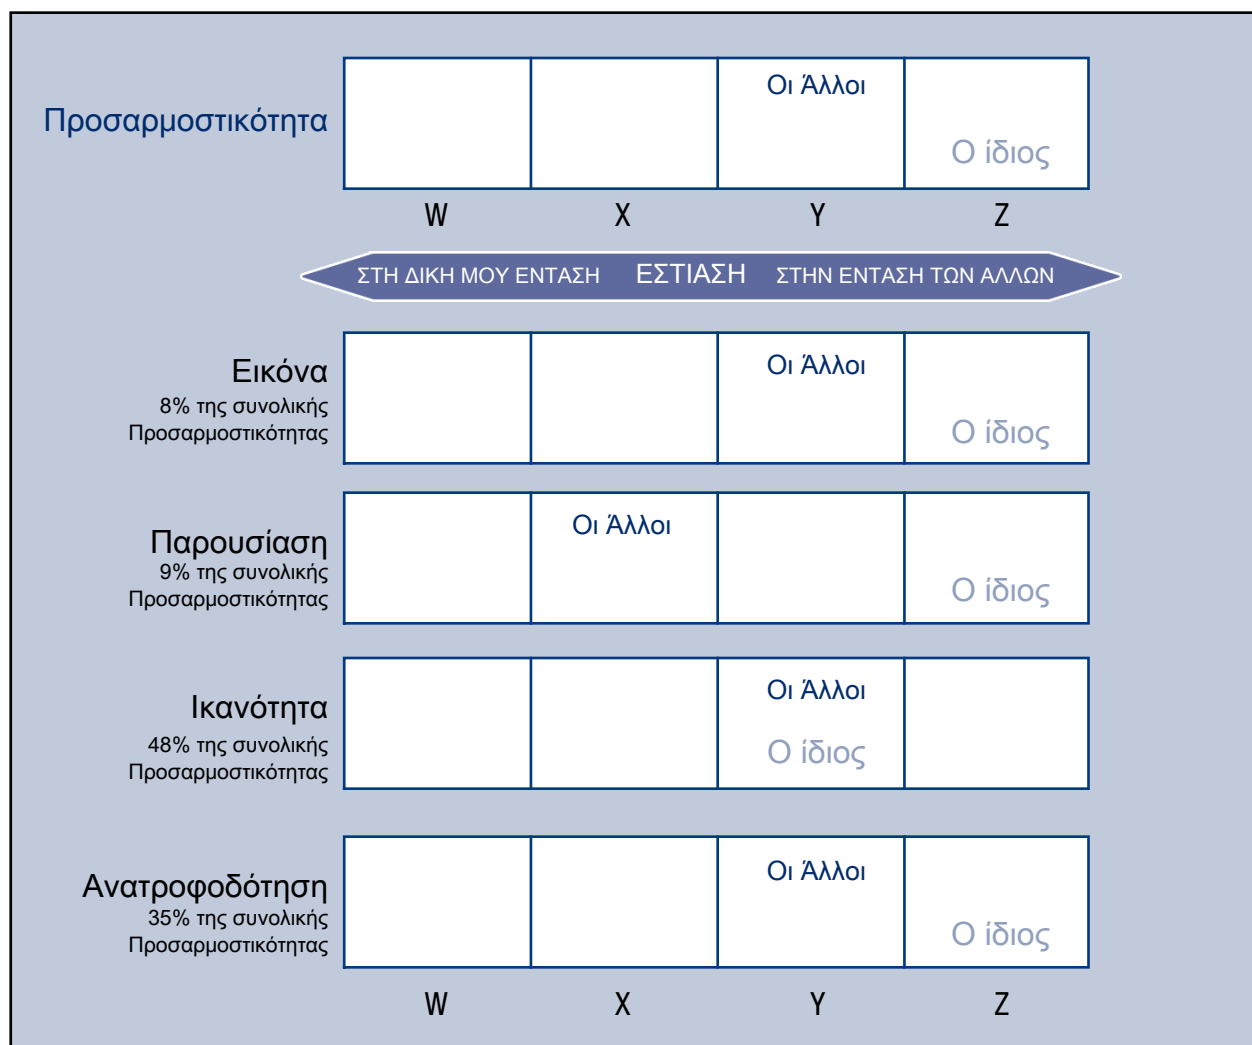 Οι Άλλοι
Προσαρμοστικότητα
Ο ίδιος
W X Y Z
ΣΤΗ ΔΙΚΗ ΜΟΥ ΕΝΤΑΣΗ ΕΣΤΙΑΣΗ ΣΤΗΝ ΕΝΤΑΣΗ ΤΩΝ ΑΛΛΩΝ
Οι Άλλοι
Εικόνα
8% της συνολικής
Προσαρμοστικότητας
Ο ίδιος
Οι Άλλοι
Παρουσίαση
9% της συνολικής
Προσαρμοστικότητας
Ο ίδιος
Οι Άλλοι
Ικανότητα
48% της συνολικής
Προσαρμοστικότητας
Ο ίδιος
Οι Άλλοι
Ανατροφοδότηση
35% της συνολικής
Προσαρμοστικότητας
Ο ίδιος
W X Y Z